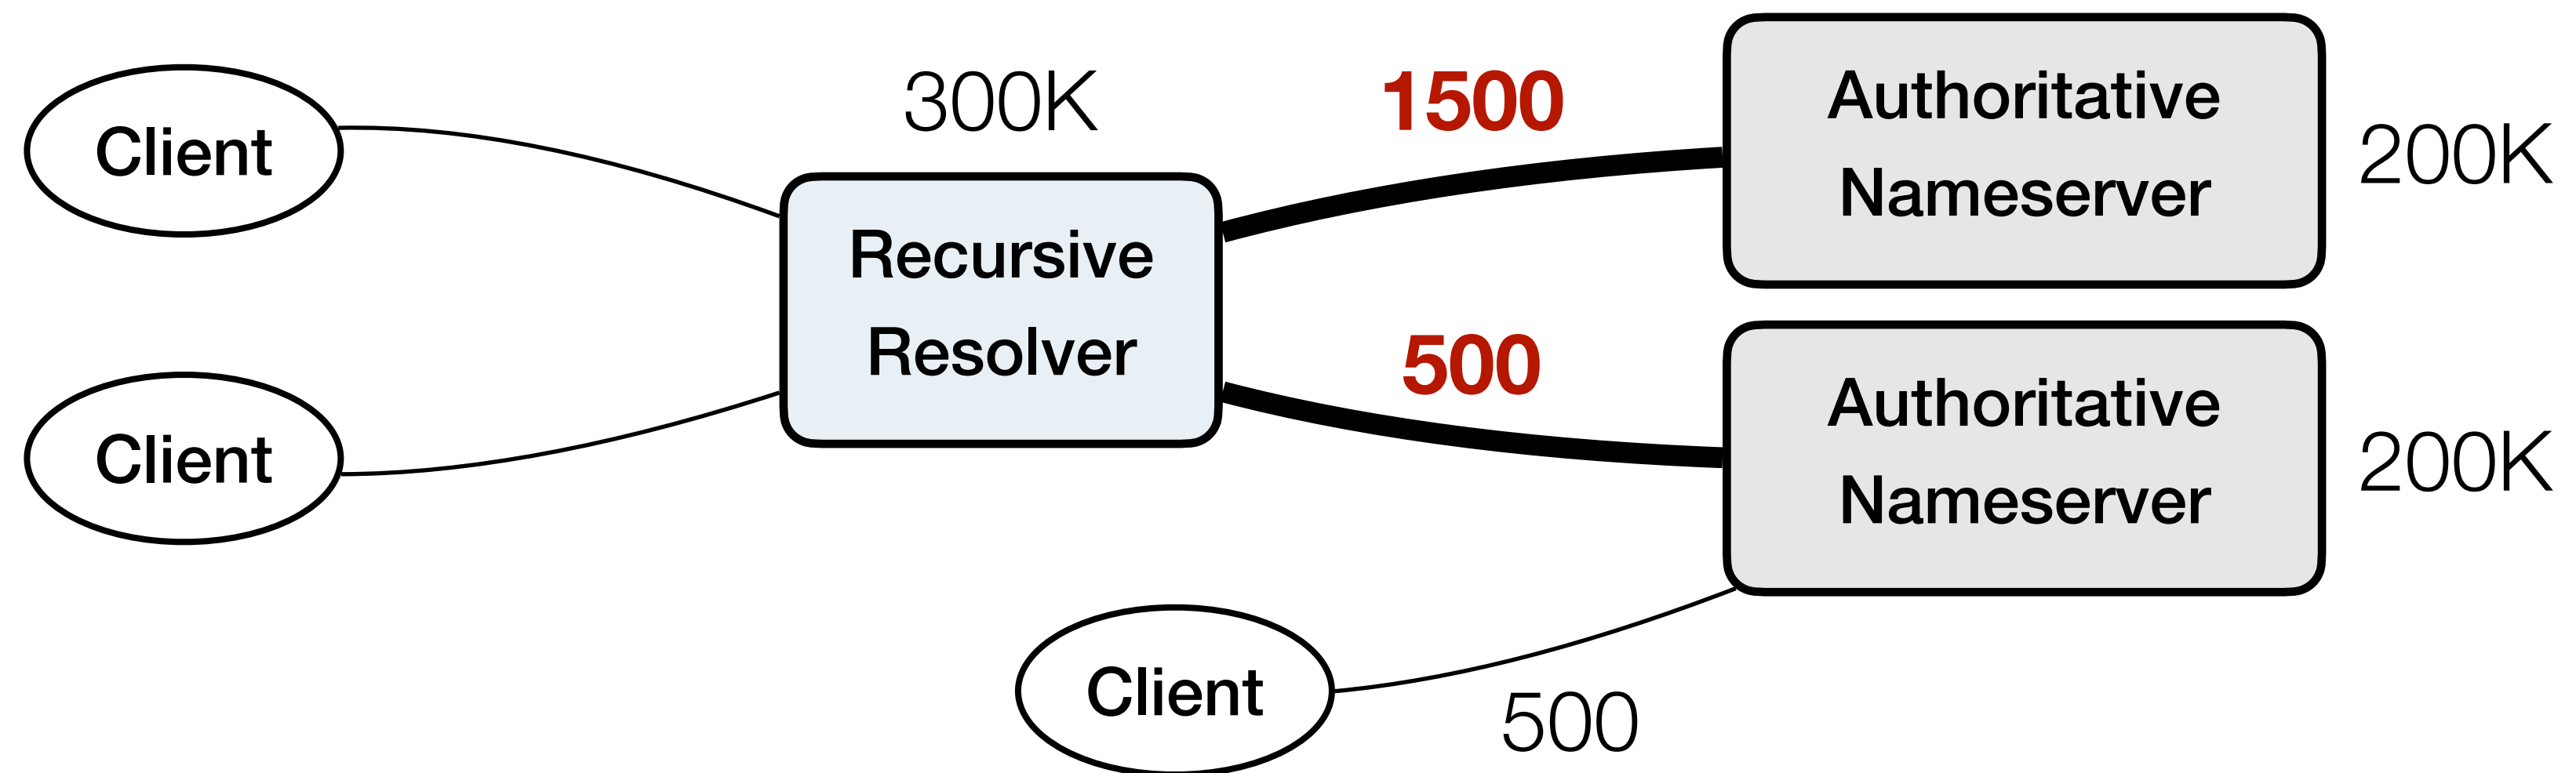 Client
Client
300K
Recursive
Resolver
1500
500
Authoritative
Nameserver
200K
Authoritative
Nameserver
200K
Client
500